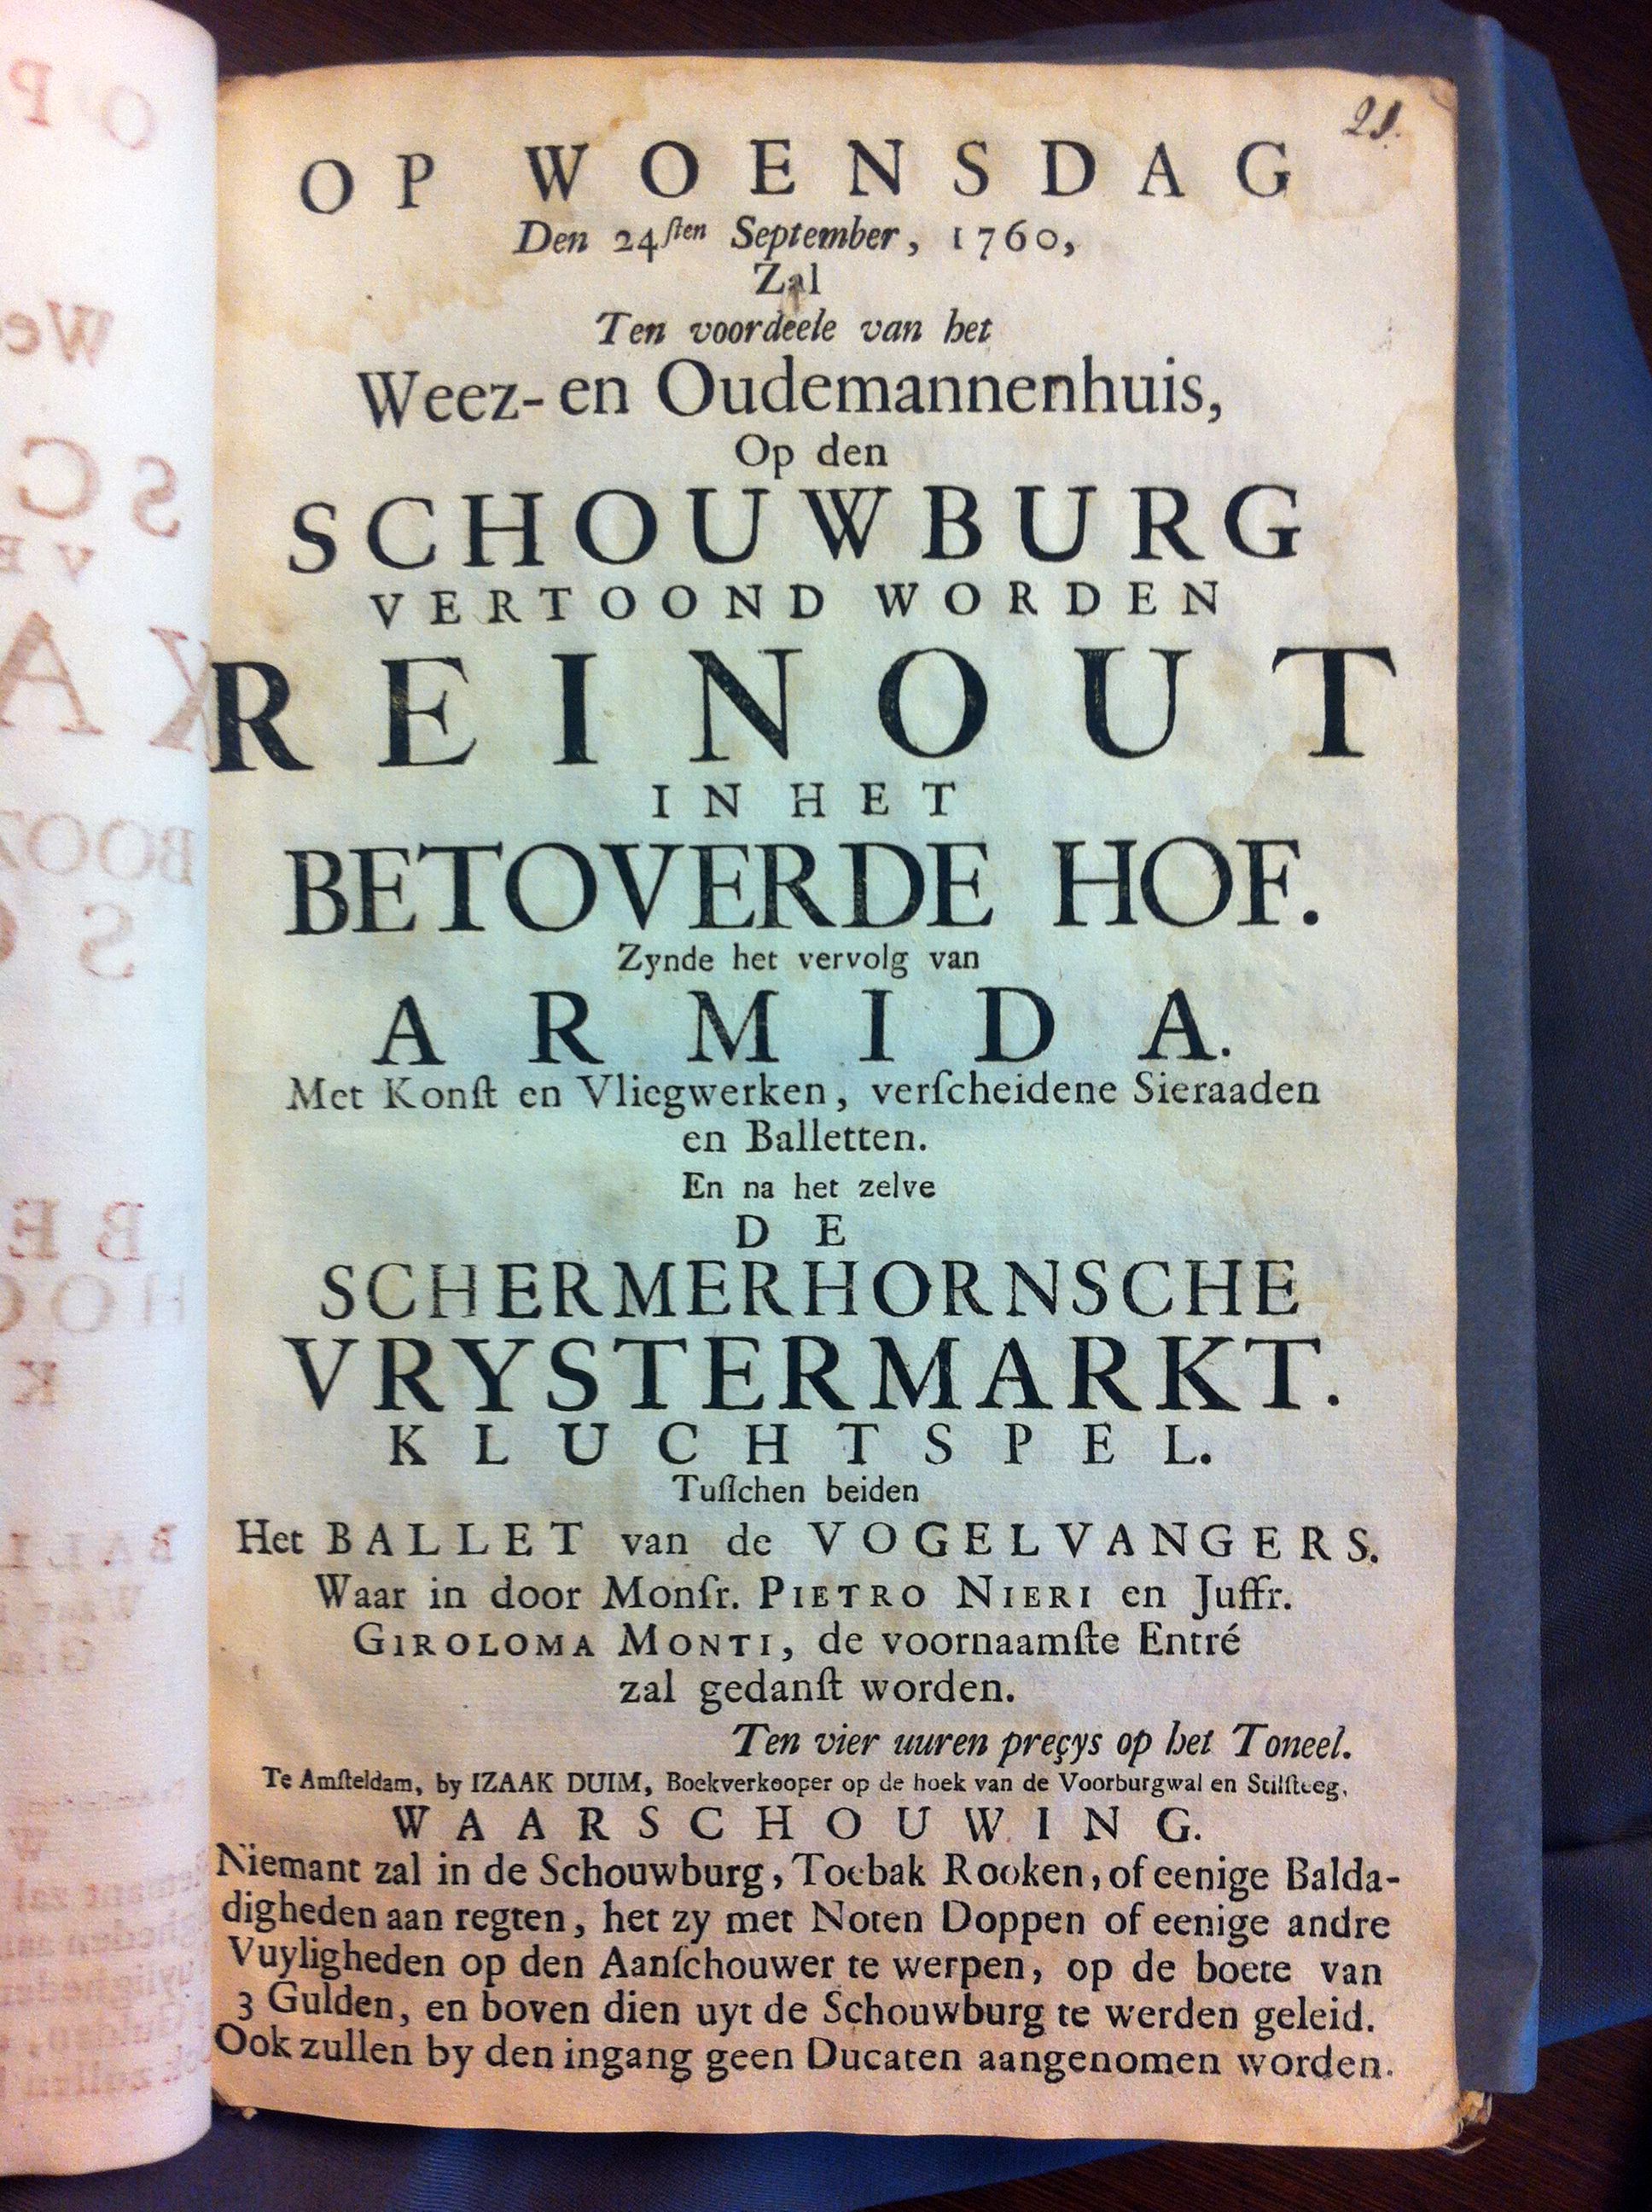 21.
OP WOENSDAG
Den 24ſten September, 1760,
Zal
Ten voordeele van het
Weez- en Oudemannenhuis,
Op den
SCHOUWBURG
VERTOOND WORDEN
REINOUT
IN HET
BETOVERDE HOF.
Zynde het vervolg van
ARMIDA.
Met Konſt en Vliegwerken, verſcheidene Sieraaden
en Balletten.
En na het zelve
DE
SCHERMERHORNSCHE
VRYSTERMARKT.
KLUCHTSPEL.
Tuſſchen beiden
Het BALLET van de VOGELVANGERS.
Waar in door Monſr. PIETRO NIERI en Juffr.
GIROLOMA MONTI, de voornaamſte Entré
zal gedanſt worden.
Ten vier uuren preçys op het Toneel.
Te Amſteldam, by IZAAK DUIM, Boekverkooper op de hoek van de Voorburgwal en Stilſteeg.
WAARSCHOUWING.
Niemant zal in de Schouwburg, Toebak Rooken, of eenige Balda-
digheden aan regten, het zy met Noten Doppen of eenige andre
Vuyligheden op den Aanſchouwer te werpen, op de boete van
3 Gulden, en boven dien uyt de Schouwburg te werden geleid.
Ook zullen by den ingang geen Ducaten aangenomen worden.